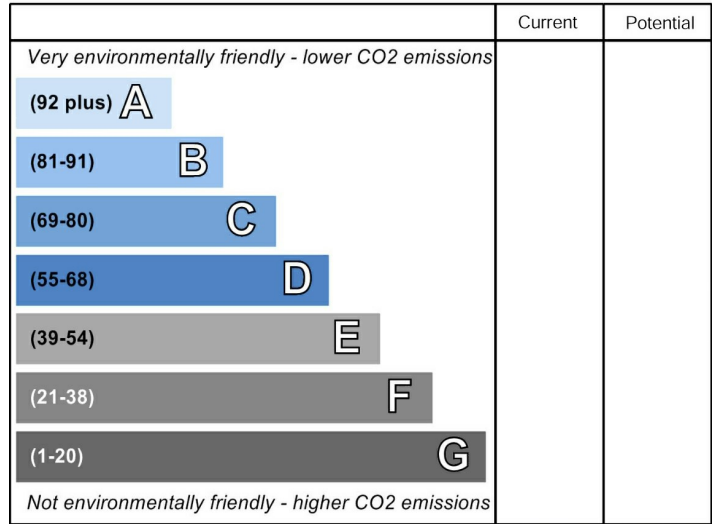 Current Potential
Very environmentally friendly - lower CO2 emissions
(92 plus) A
(81-91) B
(69-80) C
(55-68) D
(39-54) E
(21-38) F
(1-20) G
Not environmentally friendly - higher CO2 emissions